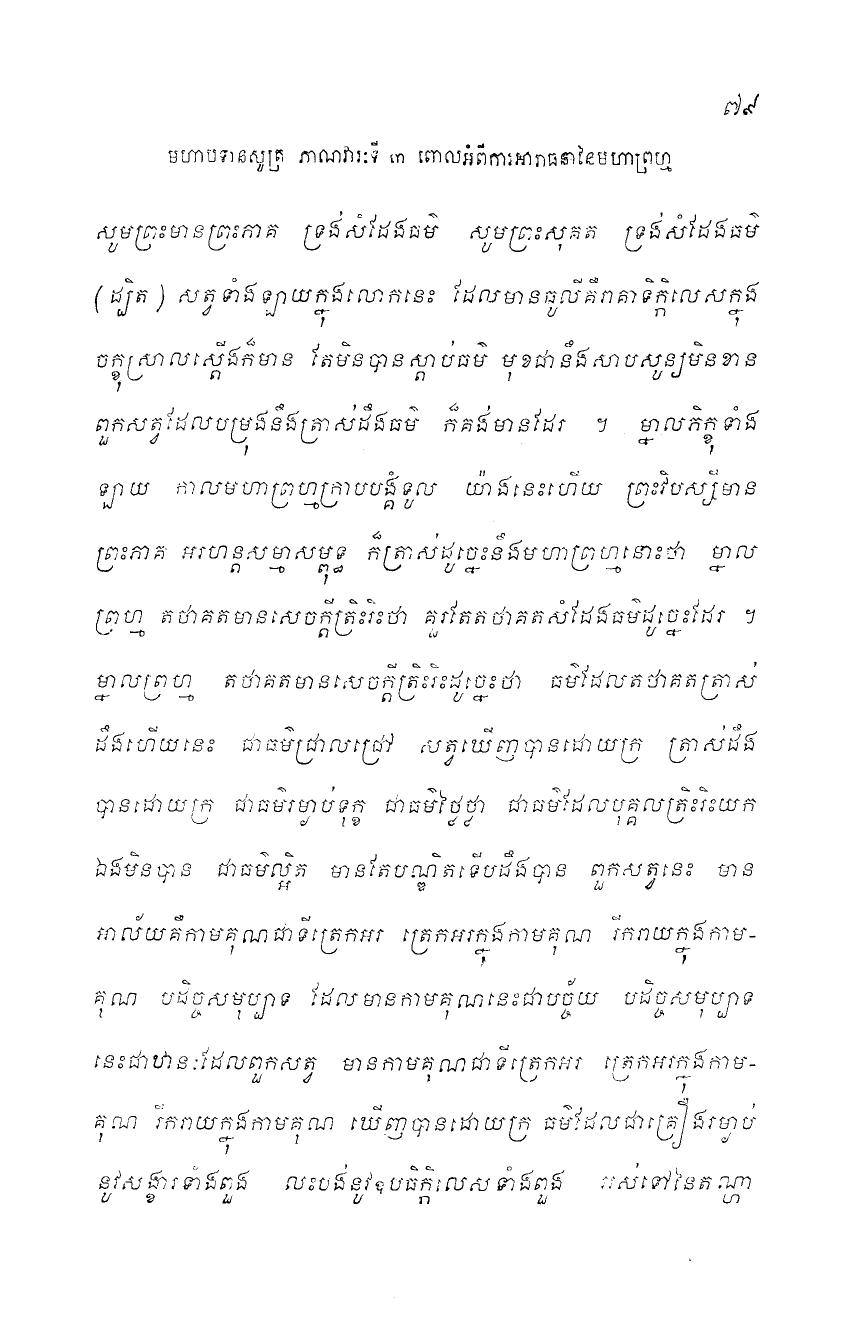 ៧៩
មហាបទានសូត្រ ភាណវារៈទី ៣ ពោលអំពីការអារាធនានៃមហាព្រហ្ម
សូមព្រះមានព្រះភាគ ទ្រង់សំដែងធម៌ សូមព្រះសុគត ទ្រង់សំដែងធម៌
(ដ្បិត) សត្វទាំងឡាយក្នុងលោកនេះ ដែលមានធូលីគឺរាគាទិក្កិលេសក្នុង
ចក្ខុស្រាលស្តើងក៏មាន តែមិនបានស្តាប់ធម៌ មុខជានឹងសាបសូន្យមិនខាន
ពួកសត្វដែលបម្រុងនឹងត្រាស់ដឹងធម៌ ក៏គង់មានដែរ ។ ម្នាលភិក្ខុទាំង
ឡាយ កាលមហាព្រហ្មក្រាបបង្គំទូល យ៉ាងនេះហើយ ព្រះវិបស្សីមាន
ព្រះភាគ អរហន្តសម្មាសម្ពុទ្ធ ក៏ត្រាស់ដូច្នេះនឹងមហាព្រហ្មនោះថា ម្នាល
ព្រហ្ម តថាគតមានសេចក្តីត្រិះរិះថា គួរតែតថាគតសំដែងធម៌ដូច្នេះដែរ ។
ម្នាលព្រហ្ម តថាគតមានសេចក្តីត្រិះរិះដូច្នេះថា ធម៌ដែលតថាគតត្រាស់
ដឹងហើយនេះ ជាធម៌ជ្រាលជ្រៅ សត្វឃើញបានដោយក្រ ត្រាស់ដឹង
បានដោយក្រ ជាធម៌រម្ងាប់ទុក្ខ ជាធម៌ថ្លៃថ្លា ជាធម៌ដែលបុគ្គលត្រិះរិះយក
ឯងមិនបាន ជាធម៌ល្អិត មានតែបណ្ឌិតទើបដឹងបាន ពួកសត្វនេះ មាន
អាល័យគឺកាមគុណជាទីត្រេកអរ ត្រេកអរក្នុងកាមគុណ រីករាយក្នុងកាម-
គុណ បដិច្ចសមុប្បាទ ដែលមានកាមគុណនេះជាបច្ច័យ បដិច្ចសមុប្បាទ
នេះជាឋានៈដែលពួកសត្វ មានកាមគុណជាទីត្រេកអរ ត្រេកអរក្នុងកាម-
គុណ រីករាយក្នុងកាមគុណ ឃើញបានដោយក្រ ធម៌ដែលជាគ្រឿងរម្ងាប់
នូវសង្ខារទាំងពួង លះបង់នូវឧបធិក្កិលេសទាំងពួង អស់ទៅនៃតណ្ហា